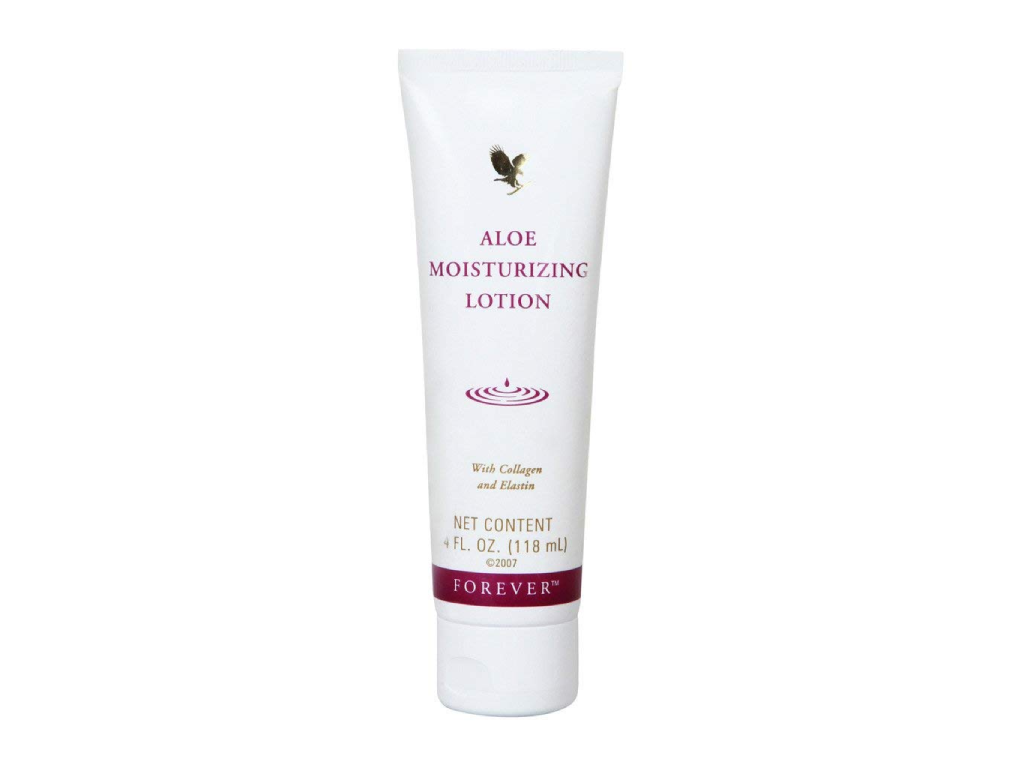 ALOE
MOISTURIZING
LOTION
With Collagen
and Elastin
NET CONTENT
4 FL. OZ. (118 mL)
©2007
FOREVER™